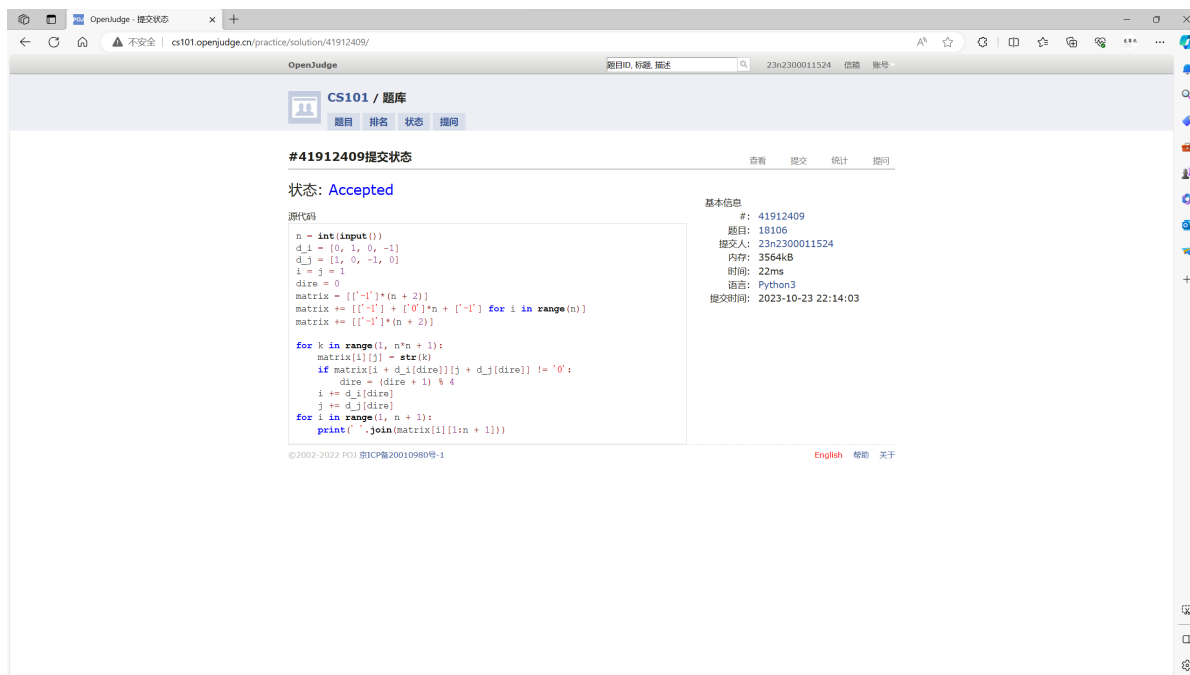 OpenJudge - 提交状态
不安全 cs101.openjudge.cn/practice/solution/41912409/
OpenJudge 题目ID, 标题, 描述 23n2300011524 信箱 账号
CS101 / 题库
题目 排名 状态 提问
#41912409提交状态 查看 提交 统计 提问
状态: Accepted
源代码
n = int(input())
d_i = [0, 1, 0, -1]
d_j = [1, 0, -1, 0]
i = j = 1
dire = 0
matrix = [['-1']*(n + 2)]
matrix += [['-1'] + ['0']*n + ['-1'] for i in range(n)]
matrix += [['-1']*(n + 2)]
for k in range(1, n*n + 1):
    matrix[i][j] = str(k)
    if matrix[i + d_i[dire]][j + d_j[dire]] != '0':
        dire = (dire + 1) % 4
    i += d_i[dire]
    j += d_j[dire]
for i in range(1, n + 1):
    print(' '.join(matrix[i][1:n + 1]))
基本信息
#: 41912409
题目: 18106
提交人: 23n2300011524
内存: 3564kB
时间: 22ms
语言: Python3
提交时间: 2023-10-23 22:14:03
©2002-2022 POJ 京ICP备20010980号-1 English 帮助 关于